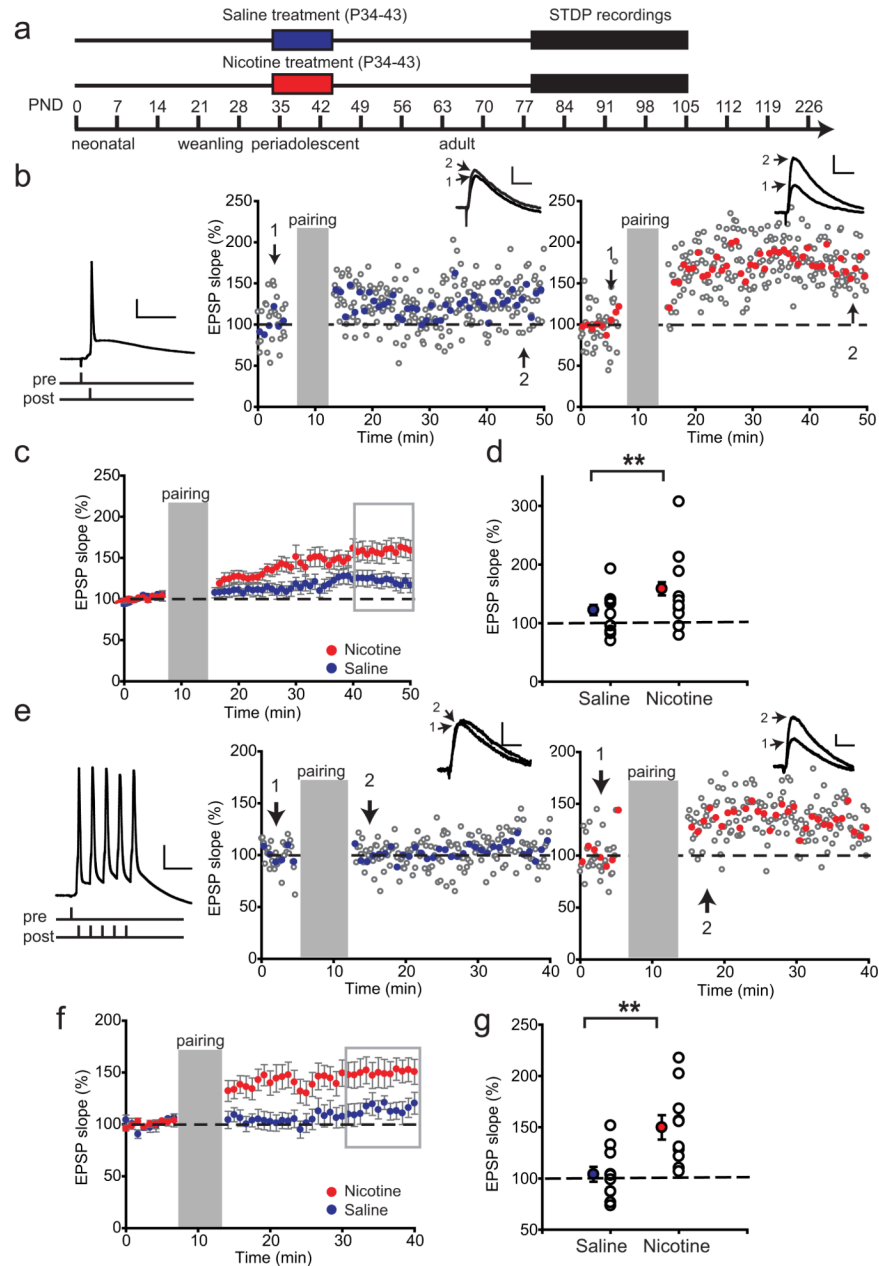 a
Saline treatment (P34-43)
STDP recordings
Nicotine treatment (P34-43)
PND 0 7 14 21 28 35 42 49 56 63 70 77 84 91 98 105 112 119 226
neonatal weanling periadolescent adult
b
pre
post
EPSP slope (%)
250
200
150
100
50
0
pairing
1
2
2
1
0 10 20 30 40 50
Time (min)
EPSP slope (%)
250
200
150
100
50
0
pairing
1
2
2
1
0 10 20 30 40 50
Time (min)
c
EPSP slope (%)
250
200
150
100
50
0
pairing
Nicotine
Saline
0 10 20 30 40 50
Time (min)
d
**
EPSP slope (%)
300
200
100
0
Saline Nicotine
e
pre
post
EPSP slope (%)
200
150
100
50
0
pairing
1
2
2
1
0 10 20 30 40
Time (min)
EPSP slope (%)
200
150
100
50
0
pairing
1
2
2
1
0 10 20 30 40
Time (min)
f
EPSP slope (%)
200
150
100
50
0
pairing
Nicotine
Saline
0 10 20 30 40
Time (min)
g
**
EPSP slope (%)
250
200
150
100
50
Saline Nicotine